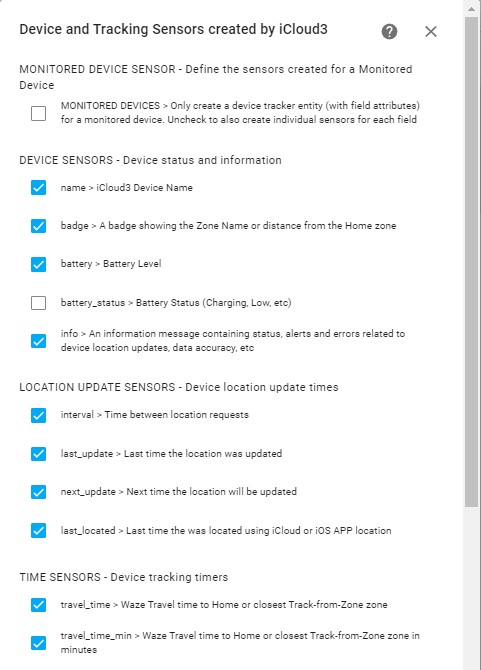 Device and Tracking Sensors created by iCloud3
MONITORED DEVICE SENSOR - Define the sensors created for a Monitored
Device
MONITORED DEVICES > Only create a device tracker entity (with field attributes)
for a monitored device. Uncheck to also create individual sensors for each field
DEVICE SENSORS - Device status and information
name > iCloud3 Device Name
badge > A badge showing the Zone Name or distance from the Home zone
battery > Battery Level
battery_status > Battery Status (Charging, Low, etc)
info > An information message containing status, alerts and errors related to
device location updates, data accuracy, etc
LOCATION UPDATE SENSORS - Device location update times
interval > Time between location requests
last_update > Last time the location was updated
next_update > Next time the location will be updated
last_located > Last time the was located using iCloud or iOS APP location
TIME SENSORS - Device tracking timers
travel_time > Waze Travel time to Home or closest Track-from-Zone zone
travel_time_min > Waze Travel time to Home or closest Track-from-Zone zone in
minutes